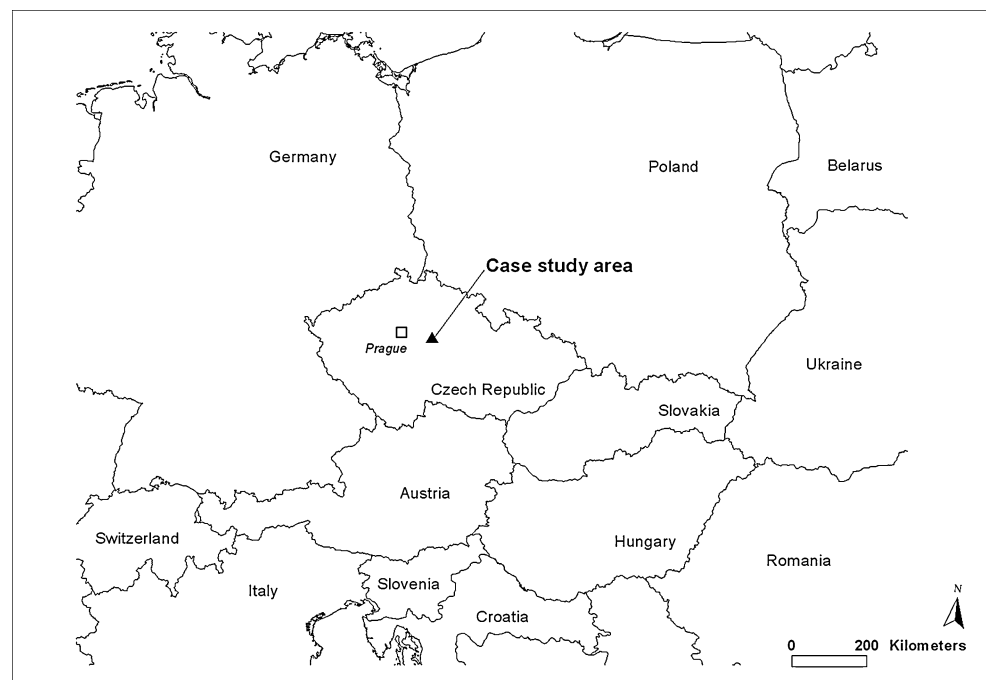 Germany
Poland
Belarus
Case study area
Prague
Ukraine
Czech Republic
Slovakia
Austria
Switzerland
Hungary
Romania
Slovenia
Italy
Croatia
N
0 200 Kilometers